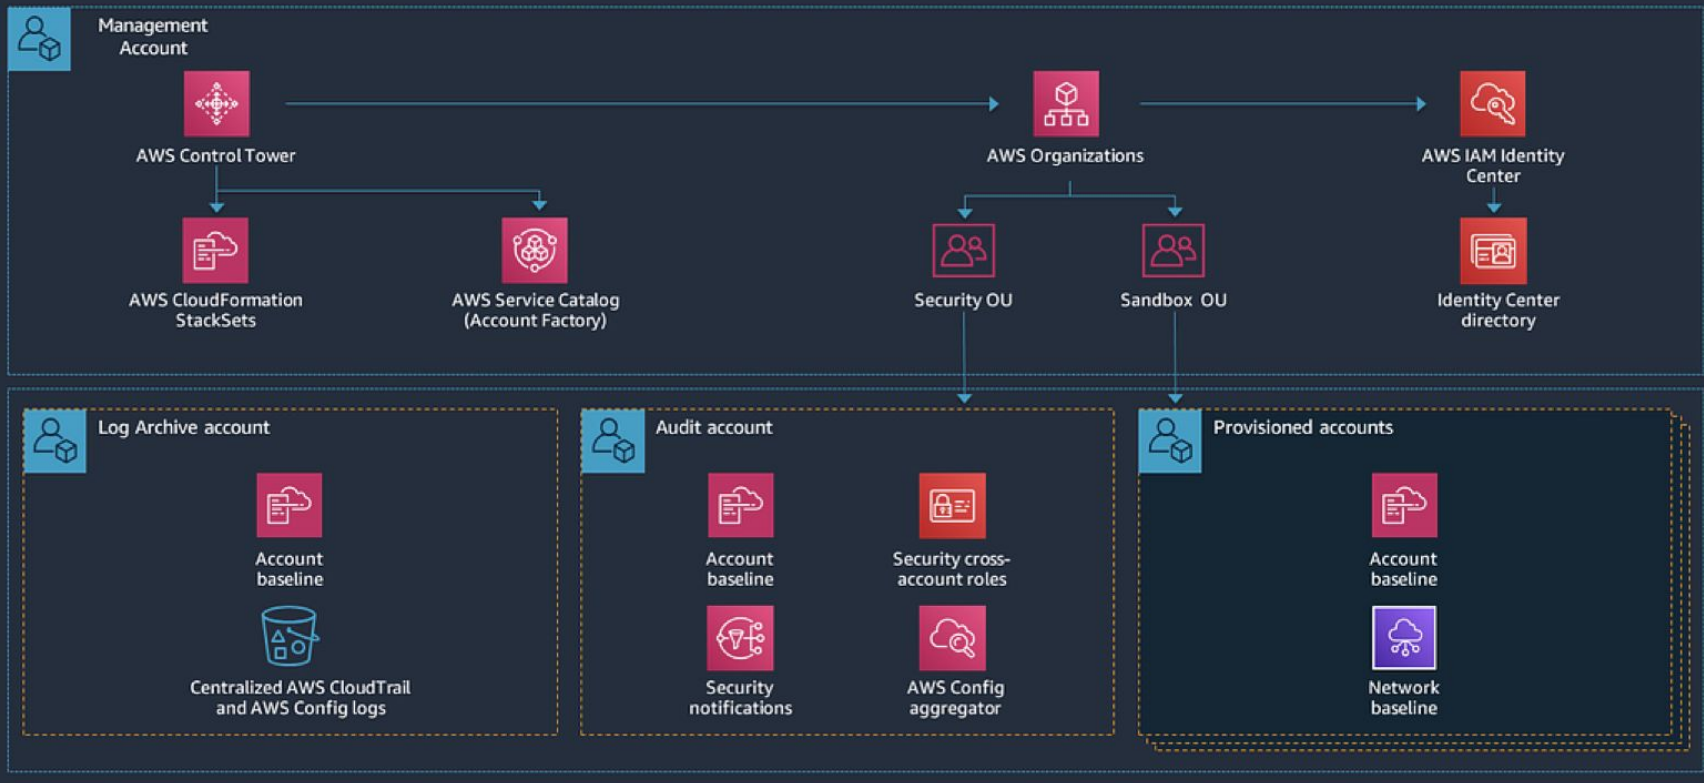 Management
Account
AWS Control Tower
AWS Organizations
AWS IAM Identity
Center
AWS CloudFormation
StackSets
AWS Service Catalog
(Account Factory)
Security OU
Sandbox OU
Identity Center
directory
Log Archive account
Account
baseline
Centralized AWS CloudTrail
and AWS Config logs
Audit account
Account
baseline
Security cross-
account roles
Security
notifications
AWS Config
aggregator
Provisioned accounts
Account
baseline
Network
baseline